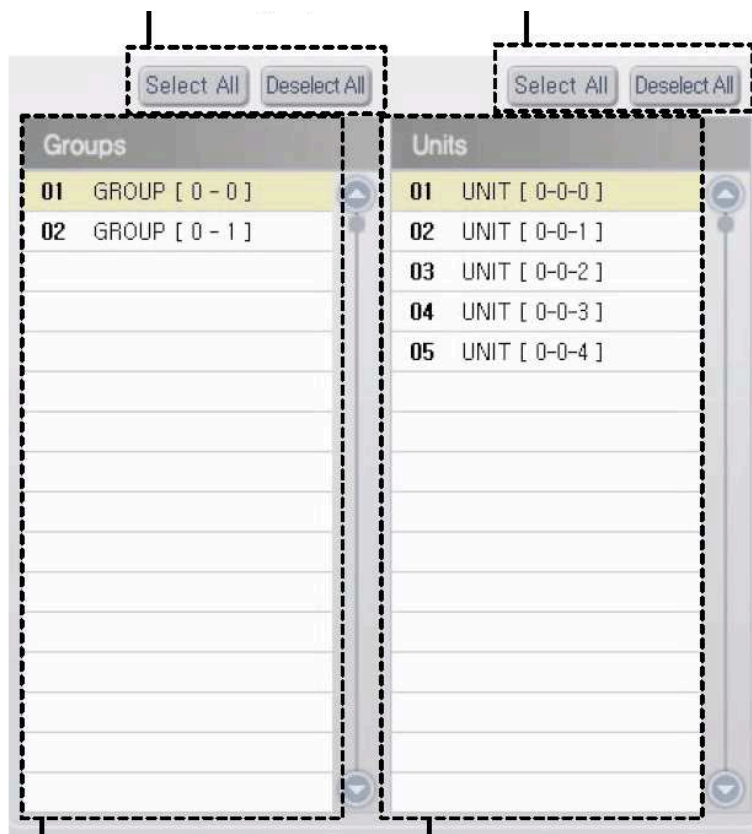 Select All Deselect All Select All Deselect All
Groups
01 GROUP [ 0 - 0 ]
02 GROUP [ 0 - 1 ]
Units
01 UNIT [ 0-0-0 ]
02 UNIT [ 0-0-1 ]
03 UNIT [ 0-0-2 ]
04 UNIT [ 0-0-3 ]
05 UNIT [ 0-0-4 ]